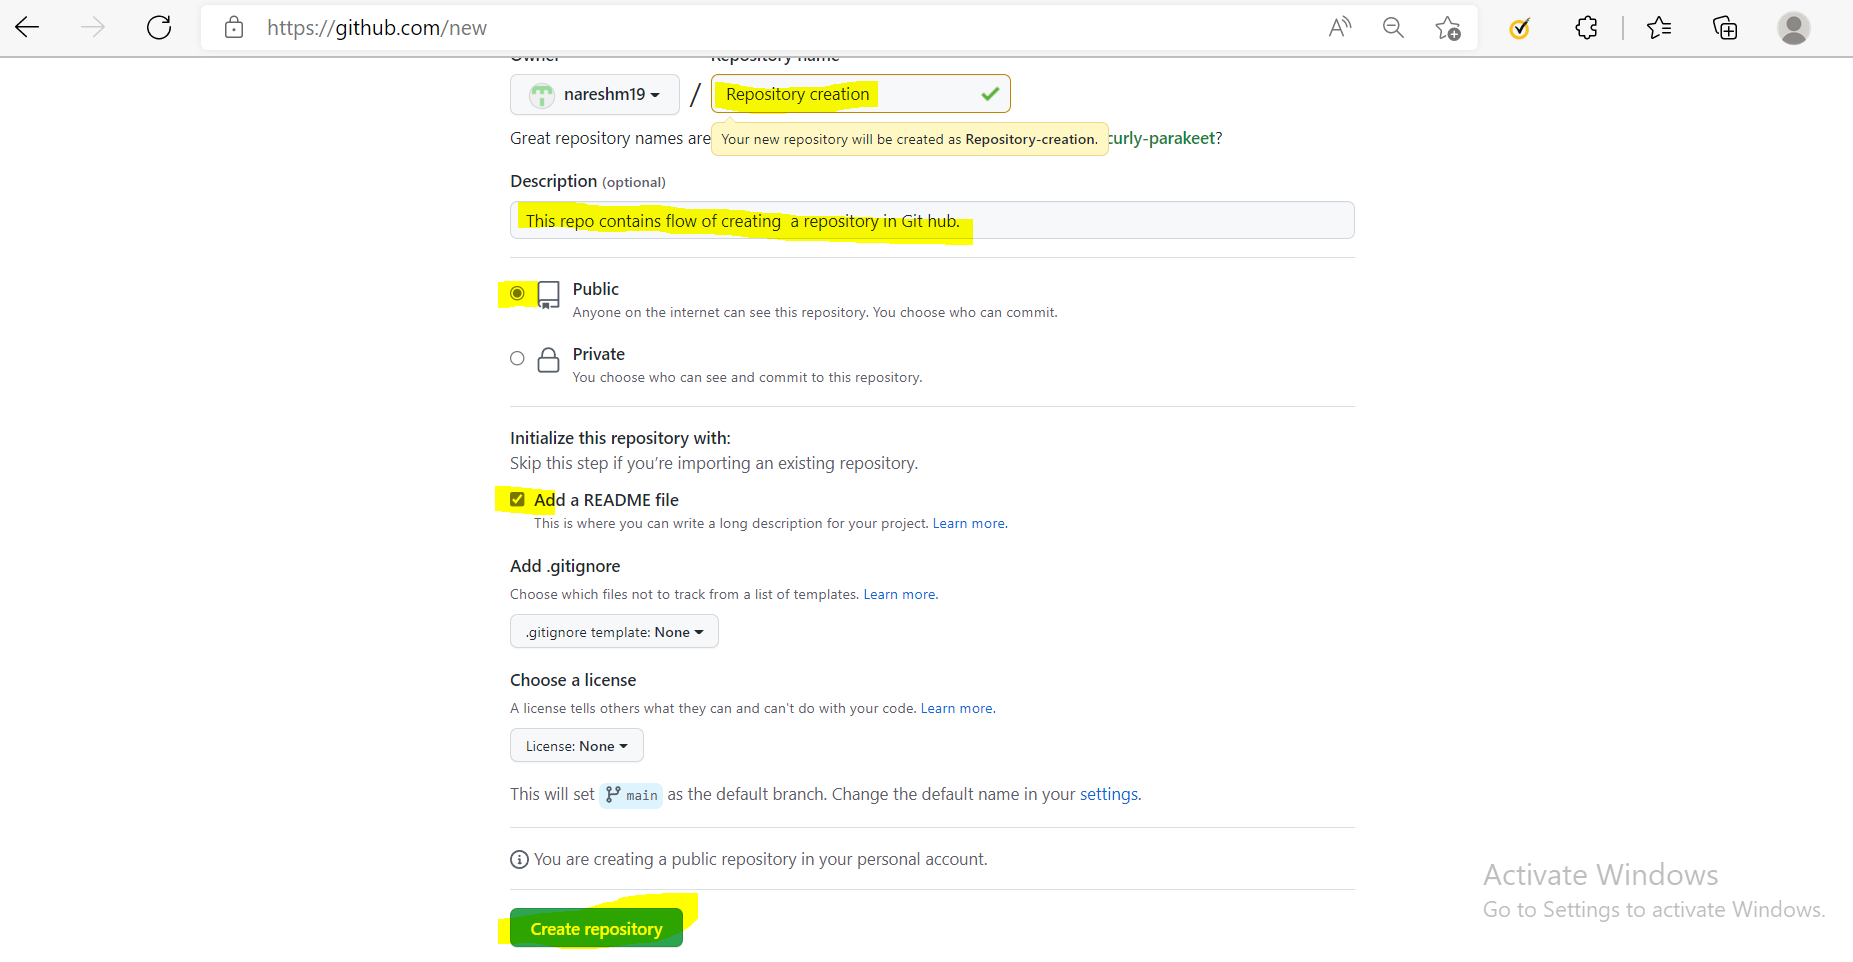 https://github.com/new
Owner Repository name
nareshm19 / Repository creation
Great repository names are
Your new repository will be created as Repository-creation.
curly-parakeet?
Description (optional)
This repo contains flow of creating  a repository in Git hub.
Public
Anyone on the internet can see this repository. You choose who can commit.
Private
You choose who can see and commit to this repository.
Initialize this repository with:
Skip this step if you’re importing an existing repository.
Add a README file
This is where you can write a long description for your project. Learn more.
Add .gitignore
Choose which files not to track from a list of templates. Learn more.
.gitignore template: None
Choose a license
A license tells others what they can and can't do with your code. Learn more.
License: None
This will set main as the default branch. Change the default name in your settings.
You are creating a public repository in your personal account.
Create repository
Activate Windows
Go to Settings to activate Windows.